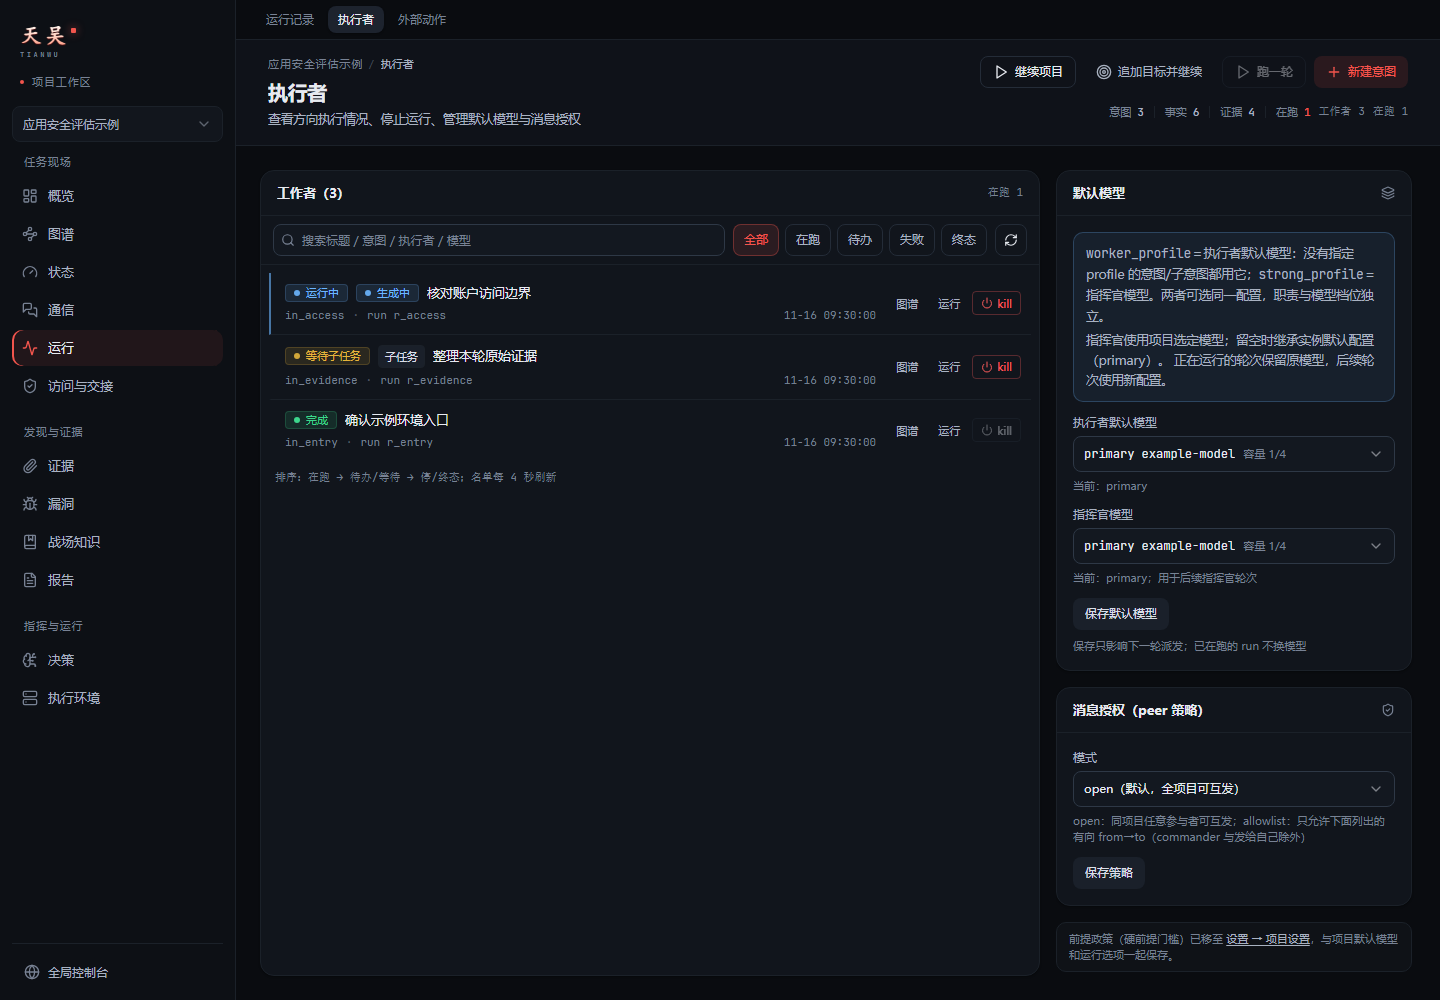 天吴
TIANWU
项目工作区
应用安全评估示例
任务现场
概览
图谱
状态
通信
运行
访问与交接
发现与证据
证据
漏洞
战场知识
报告
指挥与运行
决策
执行环境
全局控制台
运行记录 执行者 外部动作
应用安全评估示例 / 执行者
执行者
查看方向执行情况、停止运行、管理默认模型与消息授权
继续项目 追加目标并继续 跑一轮 新建意图
意图 3 事实 6 证据 4 在跑 1 工作者 3 在跑 1
工作者（3）
在跑 1
搜索标题 / 意图 / 执行者 / 模型
全部 在跑 待办 失败 终态
运行中 生成中 核对账户访问边界
in_access · run r_access
11-16 09:30:00
图谱 运行 kill
等待子任务 子任务 整理本轮原始证据
in_evidence · run r_evidence
11-16 09:30:00
图谱 运行 kill
完成 确认示例环境入口
in_entry · run r_entry
11-16 09:30:00
图谱 运行 kill
排序：在跑 → 待办/等待 → 停/终态；名单每 4 秒刷新
默认模型
worker_profile＝执行者默认模型：没有指定
profile 的意图/子意图都用它；strong_profile＝
指挥官模型。两者可选同一配置，职责与模型档位独
立。
指挥官使用项目选定模型；留空时继承实例默认配置
（primary）。正在运行的轮次保留原模型，后续轮
次使用新配置。
执行者默认模型
primary example-model 容量 1/4
当前：primary
指挥官模型
primary example-model 容量 1/4
当前：primary；用于后续指挥官轮次
保存默认模型
保存只影响下一轮派发；已在跑的 run 不换模型
消息授权（peer 策略）
模式
open（默认，全项目可互发）
open：同项目任意参与者可互发；allowlist：只允许下面列出的
有向 from→to（commander 与发给自己除外）
保存策略
前提政策（硬前提门槛）已移至 设置 → 项目设置，与项目默认模型
和运行选项一起保存。